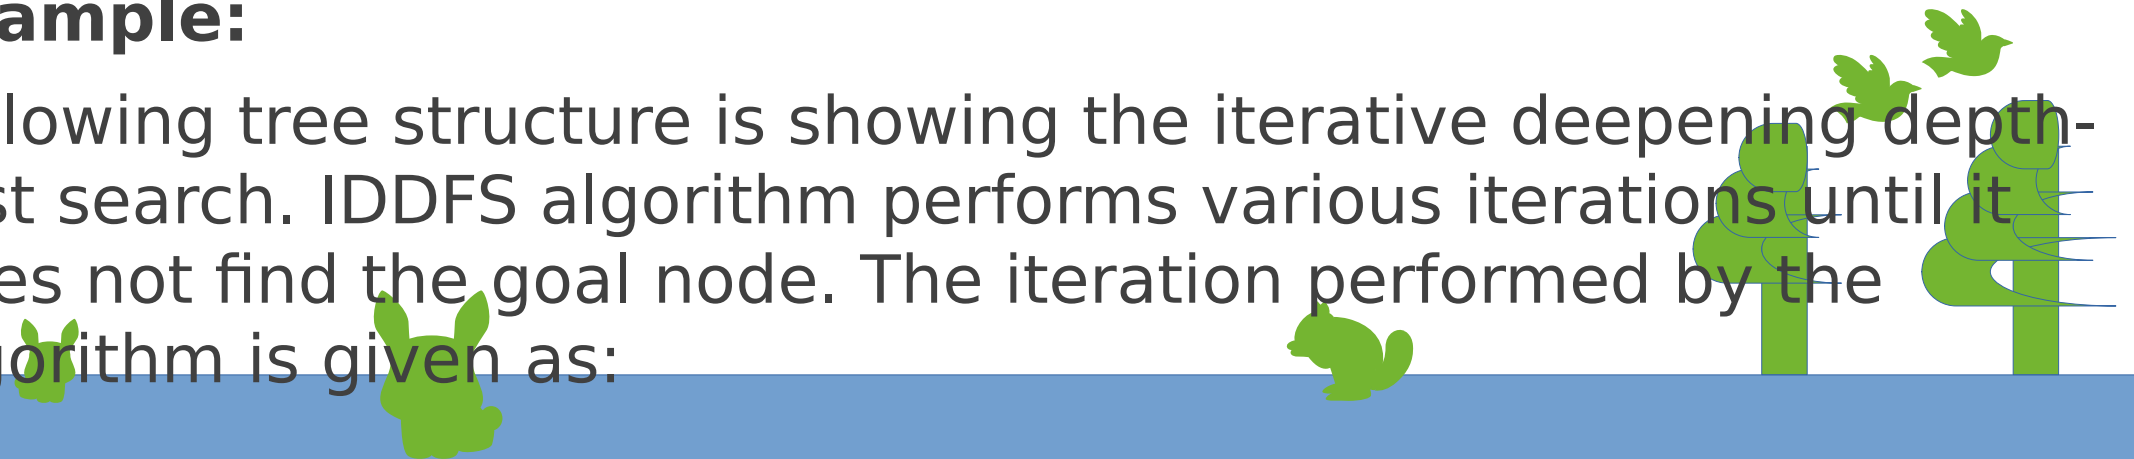 ample:
lowing tree structure is showing the iterative deepening depth-
st search. IDDFS algorithm performs various iterations until it
es not find the goal node. The iteration performed by the
gorithm is given as: